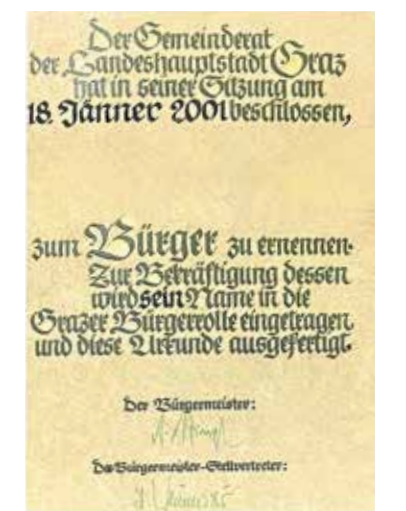 Der Gemeinderat
der Landeshauptstadt Graz
hat in seiner Sitzung am
18. Jänner 2001 beschlossen,
zum Bürger zu ernennen.
Zur Bekräftigung dessen
wird sein Name in die
Grazer Bürgerrolle eingetragen
und diese Urkunde ausgefertigt.
Der Bürgermeister:
Der Bürgermeister-Stellvertreter: